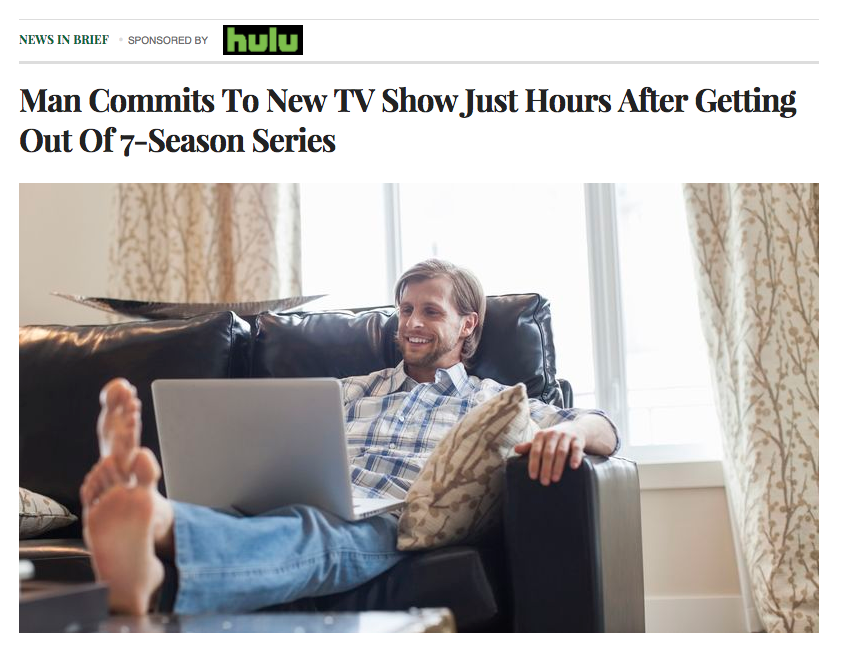 NEWS IN BRIEF • SPONSORED BY hulu
Man Commits To New TV Show Just Hours After Getting
Out Of 7-Season Series